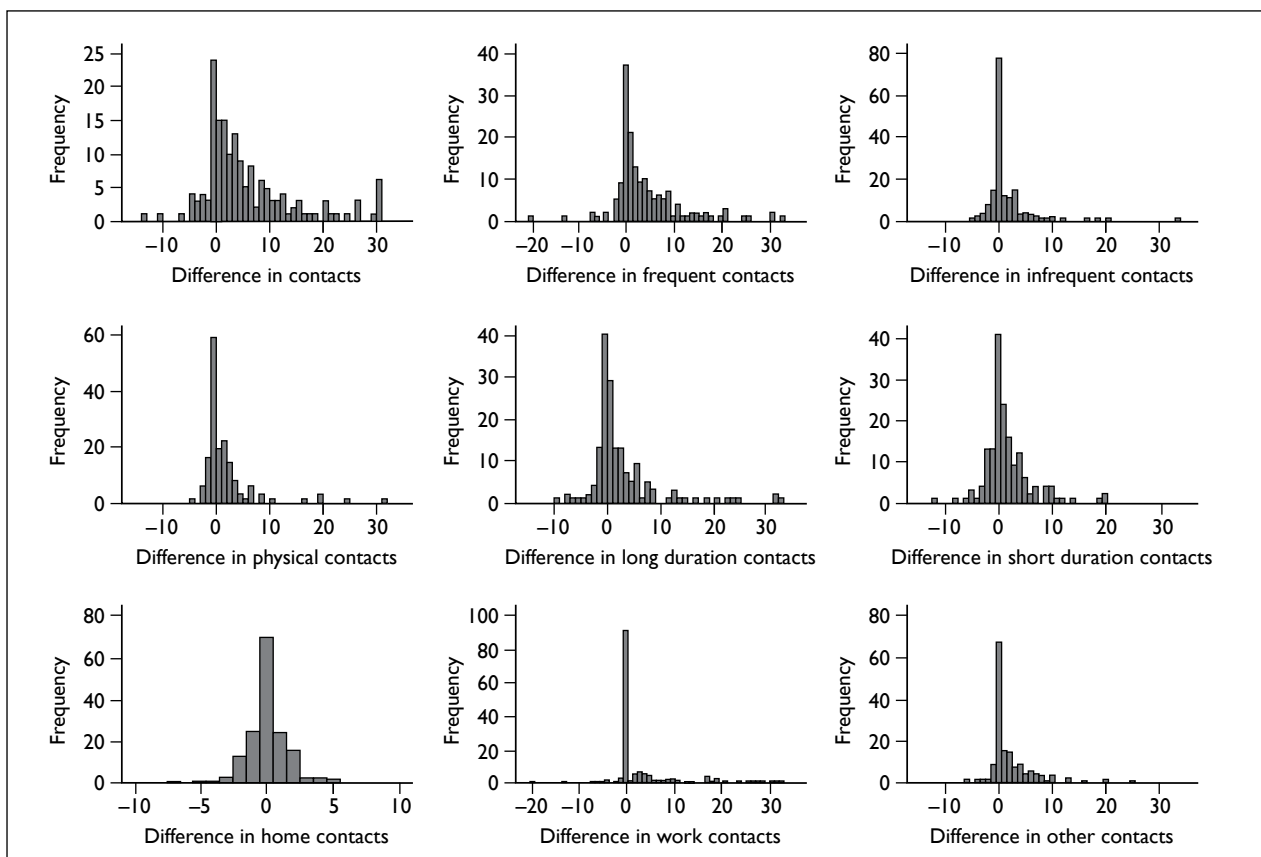 25
20
15
10
5
0
Frequency
–10 0 10 20 30
Difference in contacts
40
30
20
10
0
Frequency
–20 –10 0 10 20 30
Difference in frequent contacts
80
60
40
20
0
Frequency
–10 0 10 20 30
Difference in infrequent contacts
60
40
20
0
Frequency
–10 0 10 20 30
Difference in physical contacts
40
30
20
10
0
Frequency
–10 0 10 20 30
Difference in long duration contacts
40
30
20
10
0
Frequency
–10 0 10 20 30
Difference in short duration contacts
80
60
40
20
0
Frequency
–10 –5 0 5 10
Difference in home contacts
100
80
60
40
20
0
Frequency
–20 –10 0 10 20 30
Difference in work contacts
80
60
40
20
0
Frequency
–10 0 10 20 30
Difference in other contacts